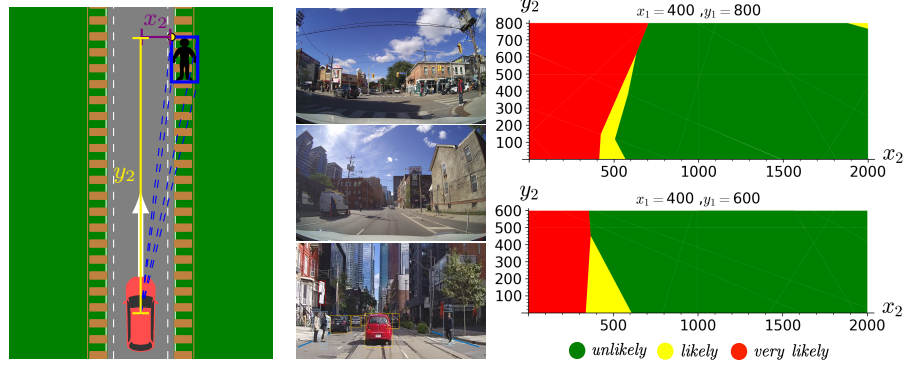 x₂
y₂
y₂
x₁ = 400 , y₁ = 800
800
700
600
500
400
300
200
100
500 1000 1500 2000
x₂
y₂
x₁ = 400 , y₁ = 600
600
500
400
300
200
100
500 1000 1500 2000
x₂
unlikely likely very likely